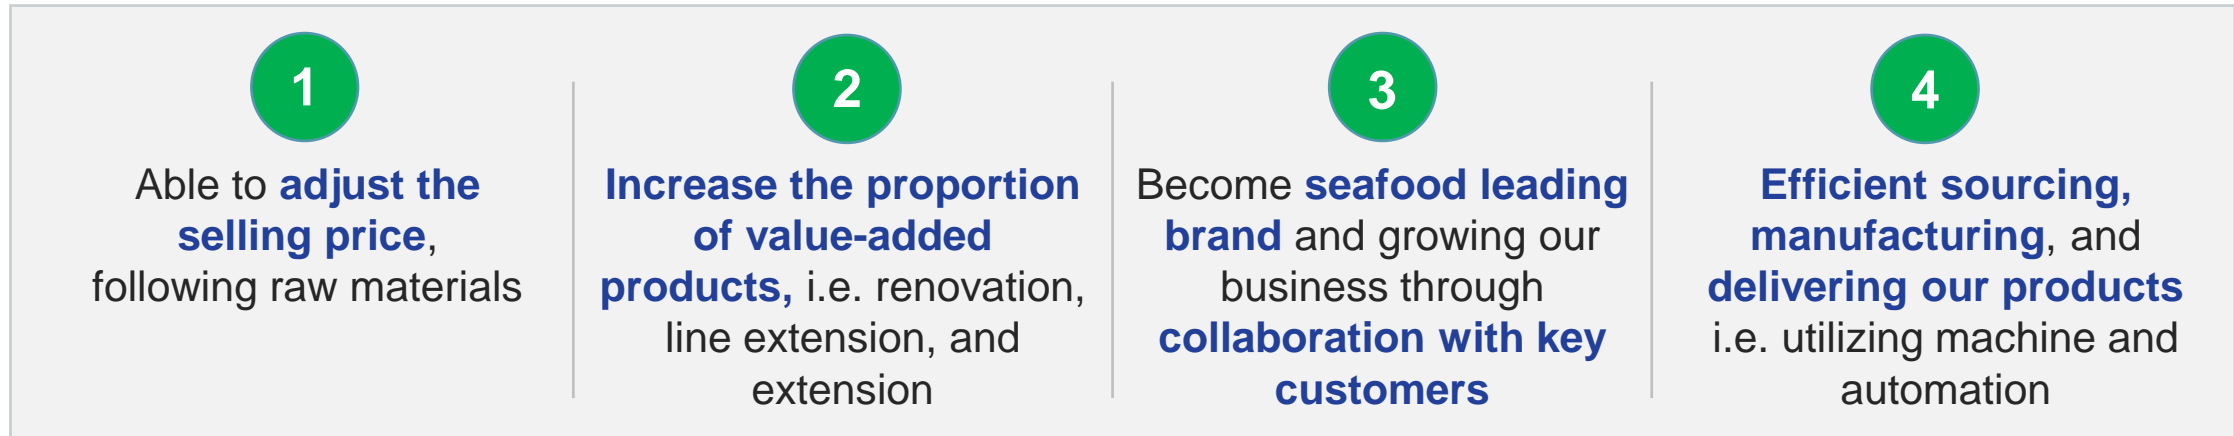 1
Able to adjust the
selling price,
following raw materials
2
Increase the proportion
of value-added
products, i.e. renovation,
line extension, and
extension
3
Become seafood leading
brand and growing our
business through
collaboration with key
customers
4
Efficient sourcing,
manufacturing, and
delivering our products
i.e. utilizing machine and
automation